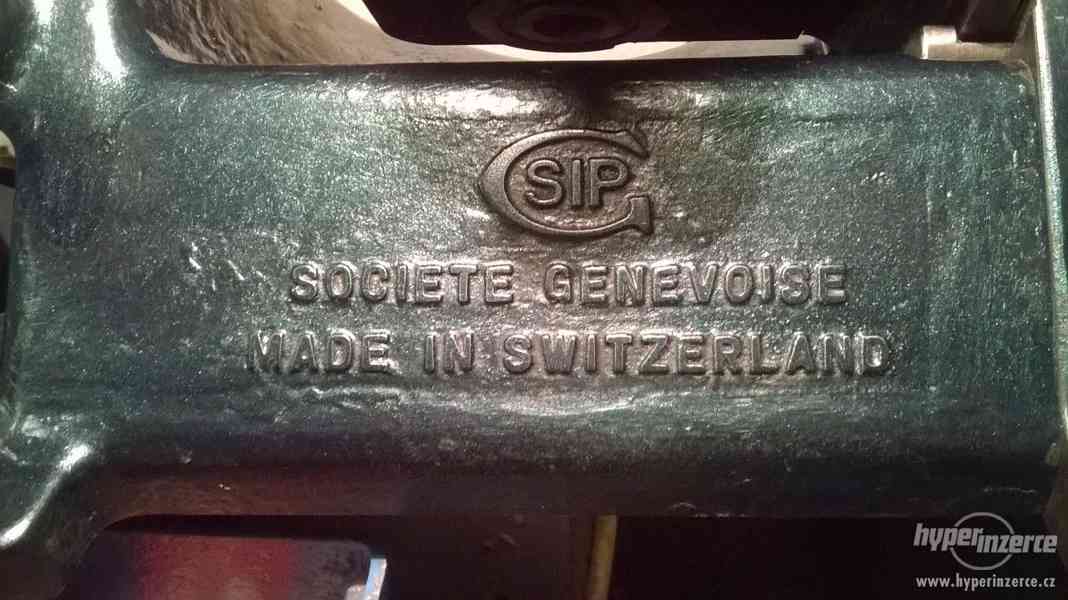 SIP
SOCIETE GENEVOISE
MADE IN SWITZERLAND
hyperinzerce
www.hyperinzerce.cz